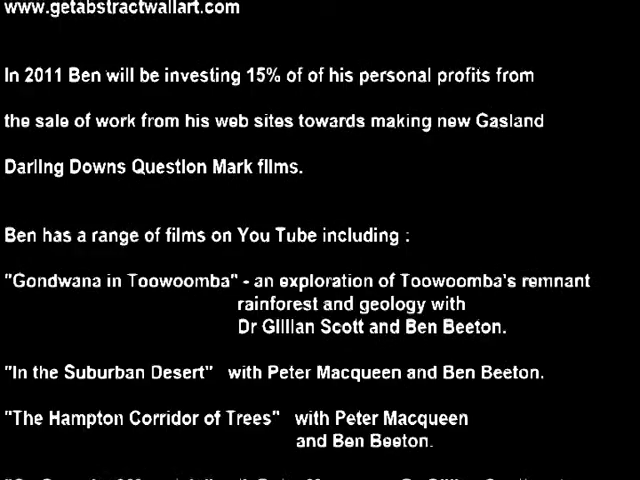 www.getabstractwallart.com
In 2011 Ben will be investing 15% of of his personal profits from
the sale of work from his web sites towards making new Gasland
Darling Downs Question Mark films.
Ben has a range of films on You Tube including :
"Gondwana in Toowoomba" - an exploration of Toowoomba's remnant
rainforest and geology with
Dr Gillian Scott and Ben Beeton.
"In the Suburban Desert" with Peter Macqueen and Ben Beeton.
"The Hampton Corridor of Trees" with Peter Macqueen
and Ben Beeton.